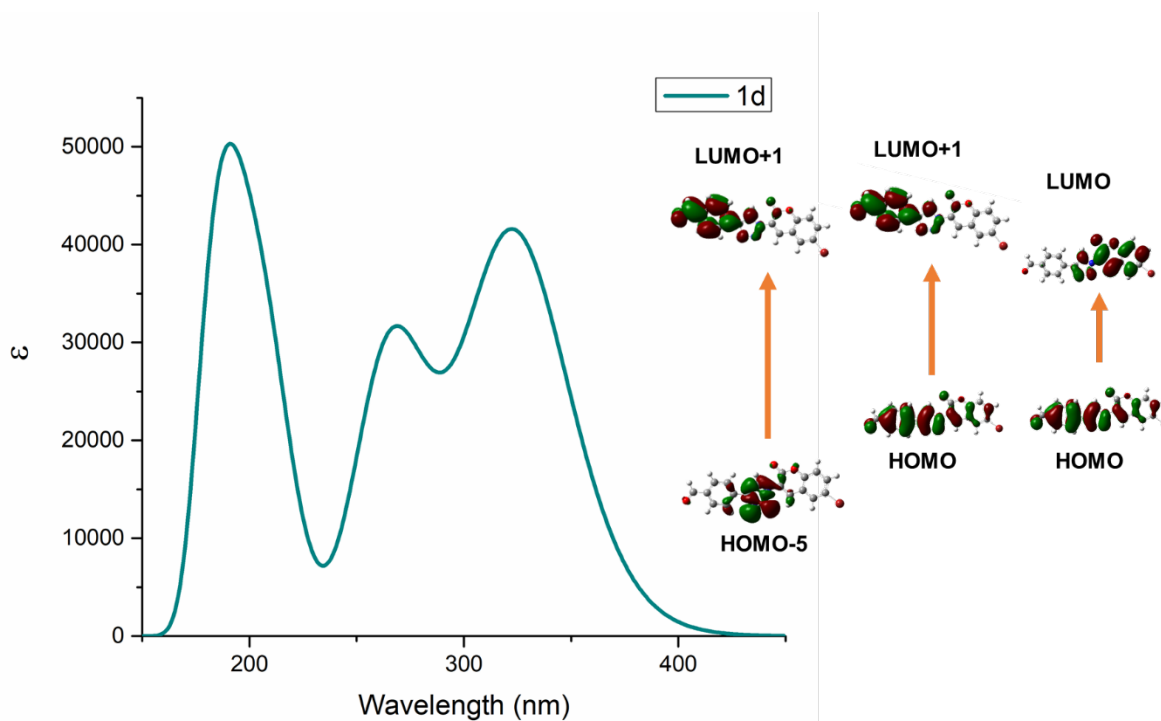 1d
50000
40000
30000
20000
10000
0
ε
200
300
400
Wavelength (nm)
LUMO+1
LUMO+1
LUMO
HOMO
HOMO
HOMO-5